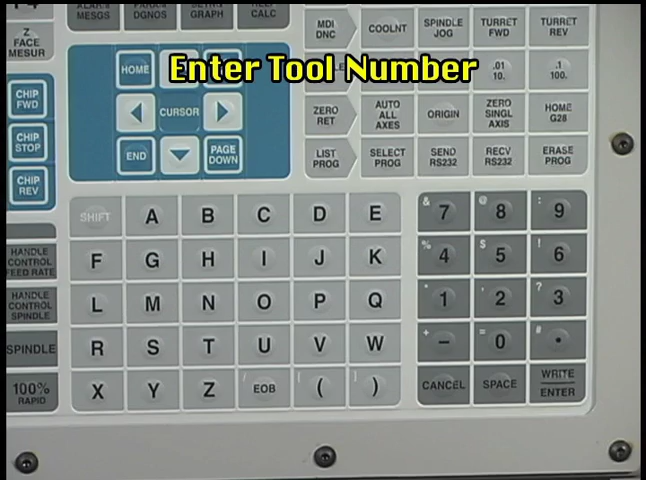 ALARM
MESGS
PARAM
DGNOS
GRAPH
CALC
Z
FACE
MESUR
MDI
DNC
COOLNT
SPINDLE
JOG
TURRET
FWD
TURRET
REV
Enter Tool Number
HOME
.01
10.
.1
100.
CHIP
FWD
CURSOR
ZERO
RET
AUTO
ALL
AXES
ORIGIN
ZERO
SINGL
AXIS
HOME
G28
CHIP
STOP
END
PAGE
DOWN
LIST
PROG
SELECT
PROG
SEND
RS232
RECV
RS232
ERASE
PROG
CHIP
REV
SHIFT A B C D E
& 7 @ 8 : 9
HANDLE
CONTROL
FEED RATE
F G H I J K
% 4 $ 5 ! 6
HANDLE
CONTROL
SPINDLE
L M N O P Q
* 1 , 2 ? 3
SPINDLE
R S T U V W
+ - = 0 # .
100%
RAPID
X Y Z / EOB [ ( ] )
CANCEL SPACE WRITE
ENTER